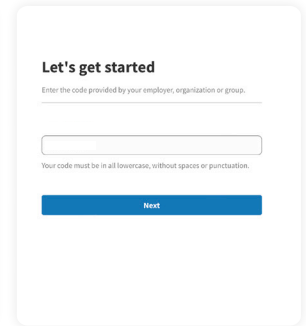 Let's get started
Enter the code provided by your employer, organization or group.
Your code must be in all lowercase, without spaces or punctuation.
Next